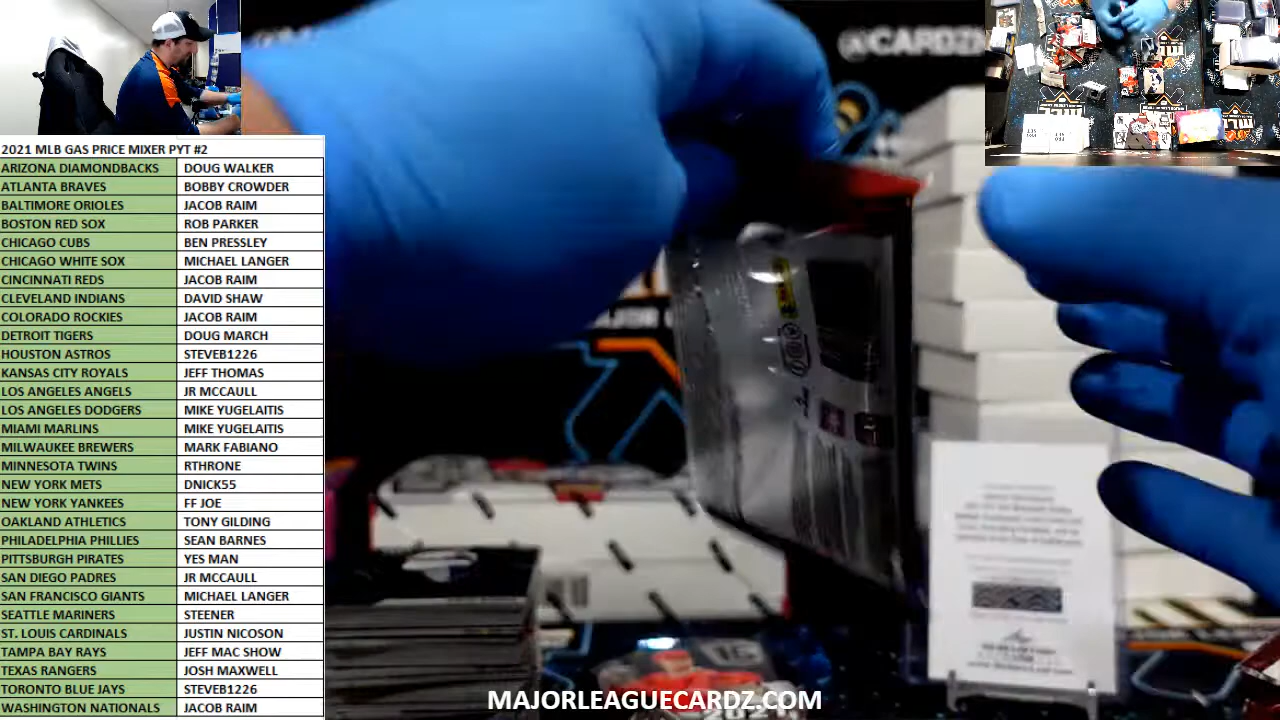 @CARDZM
2021 MLB GAS PRICE MIXER PYT #2
ARIZONA DIAMONDBACKS DOUG WALKER
ATLANTA BRAVES BOBBY CROWDER
BALTIMORE ORIOLES JACOB RAIM
BOSTON RED SOX ROB PARKER
CHICAGO CUBS BEN PRESSLEY
CHICAGO WHITE SOX MICHAEL LANGER
CINCINNATI REDS JACOB RAIM
CLEVELAND INDIANS DAVID SHAW
COLORADO ROCKIES JACOB RAIM
DETROIT TIGERS DOUG MARCH
HOUSTON ASTROS STEVEB1226
KANSAS CITY ROYALS JEFF THOMAS
LOS ANGELES ANGELS JR MCCAULL
LOS ANGELES DODGERS MIKE YUGELAITIS
MIAMI MARLINS MIKE YUGELAITIS
MILWAUKEE BREWERS MARK FABIANO
MINNESOTA TWINS RTHRONE
NEW YORK METS DNICK55
NEW YORK YANKEES FF JOE
OAKLAND ATHLETICS TONY GILDING
PHILADELPHIA PHILLIES SEAN BARNES
PITTSBURGH PIRATES YES MAN
SAN DIEGO PADRES JR MCCAULL
SAN FRANCISCO GIANTS MICHAEL LANGER
SEATTLE MARINERS STEENER
ST. LOUIS CARDINALS JUSTIN NICOSON
TAMPA BAY RAYS JEFF MAC SHOW
TEXAS RANGERS JOSH MAXWELL
TORONTO BLUE JAYS STEVEB1226
WASHINGTON NATIONALS JACOB RAIM
MAJORLEAGUECARDZ.COM